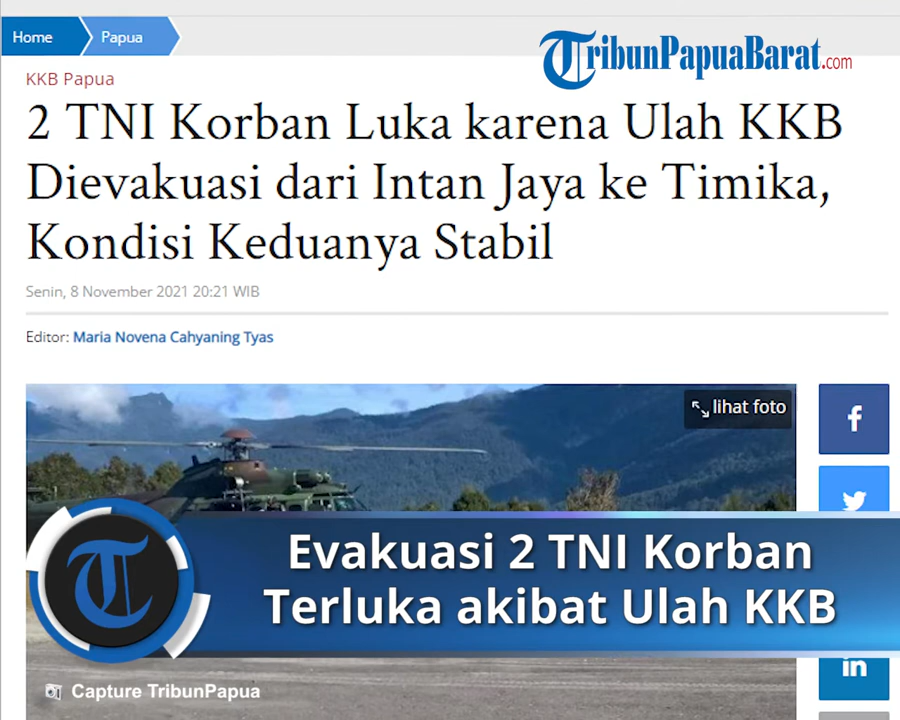 Home
Papua
TribunPapuaBarat.com
KKB Papua
2 TNI Korban Luka karena Ulah KKB
Dievakuasi dari Intan Jaya ke Timika,
Kondisi Keduanya Stabil
Senin, 8 November 2021 20:21 WIB
Editor: Maria Novena Cahyaning Tyas
lihat foto
f
Evakuasi 2 TNI Korban
Terluka akibat Ulah KKB
T
in
Capture TribunPapua